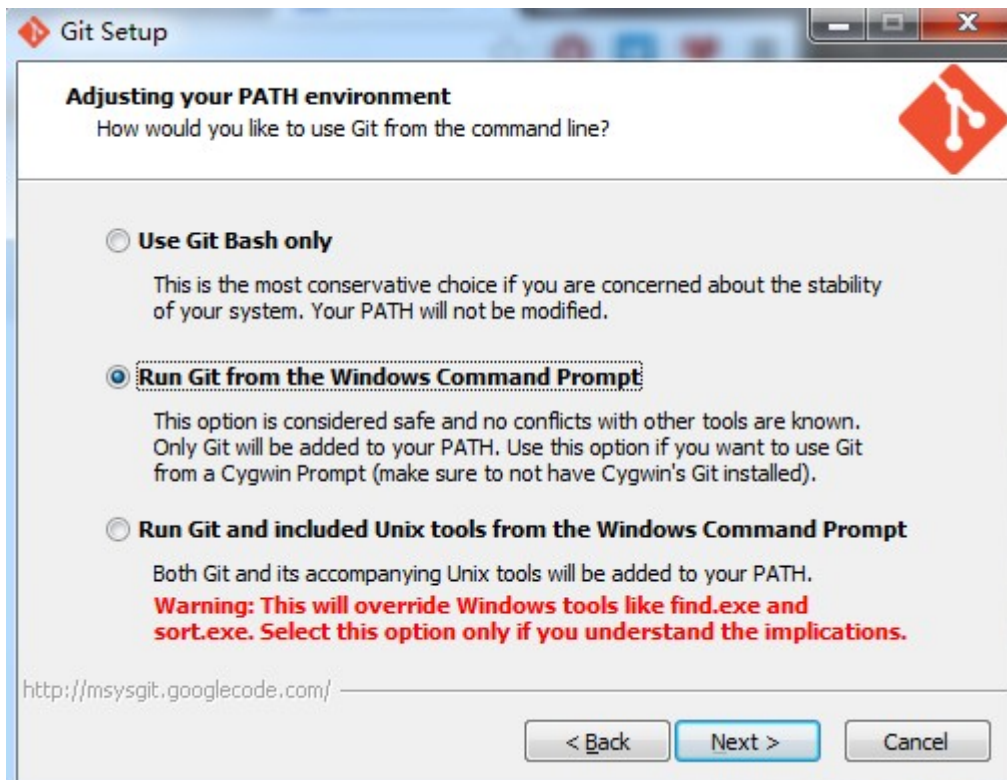 Git Setup
Adjusting your PATH environment
How would you like to use Git from the command line?
Use Git Bash only
This is the most conservative choice if you are concerned about the stability
of your system. Your PATH will not be modified.
Run Git from the Windows Command Prompt
This option is considered safe and no conflicts with other tools are known.
Only Git will be added to your PATH. Use this option if you want to use Git
from a Cygwin Prompt (make sure to not have Cygwin's Git installed).
Run Git and included Unix tools from the Windows Command Prompt
Both Git and its accompanying Unix tools will be added to your PATH.
Warning: This will override Windows tools like find.exe and
sort.exe. Select this option only if you understand the implications.
http://msysgit.googlecode.com/
< Back Next > Cancel